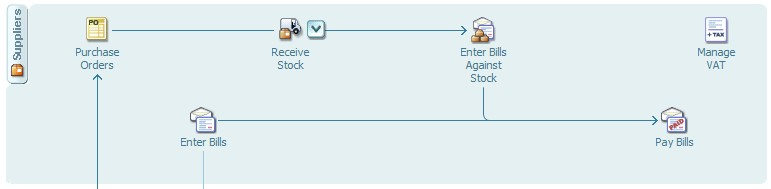 Suppliers
PO
Purchase
Orders
Receive
Stock
Enter Bills
Against
Stock
+ TAX
Manage
VAT
Enter Bills
PAID
Pay Bills